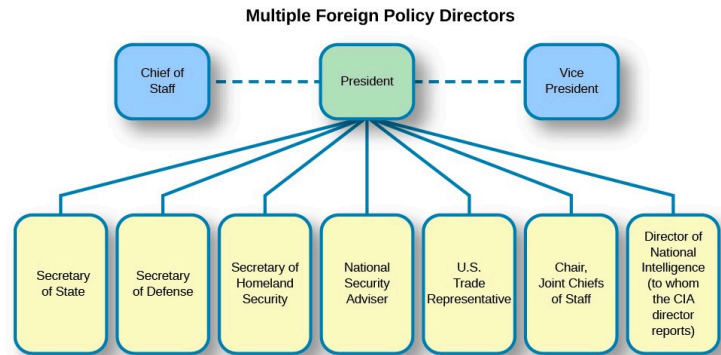 Multiple Foreign Policy Directors
Chief of
Staff
President
Vice
President
Secretary
of State
Secretary
of Defense
Secretary of
Homeland
Security
National
Security
Adviser
U.S.
Trade
Representative
Chair,
Joint Chiefs
of Staff
Director of
National
Intelligence
(to whom
the CIA
director
reports)